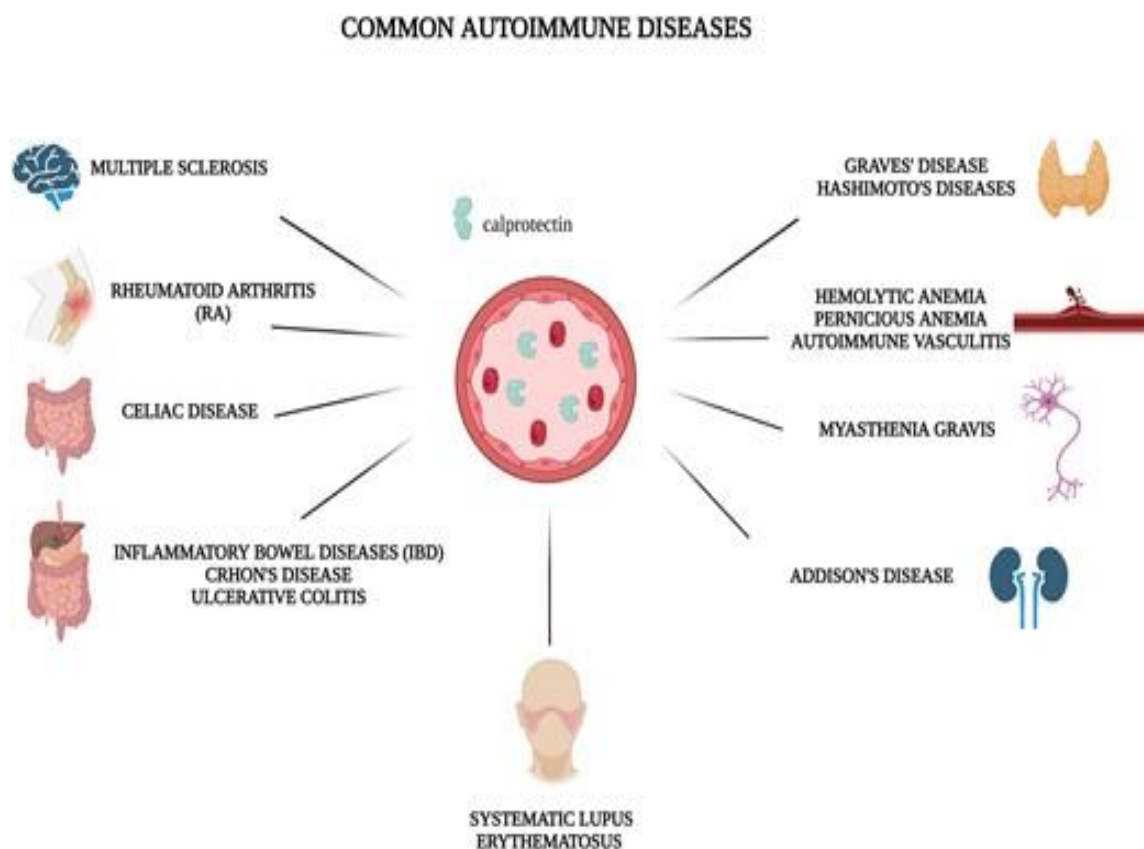 COMMON AUTOIMMUNE DISEASES
MULTIPLE SCLEROSIS
RHEUMATOID ARTHRITIS
(RA)
CELIAC DISEASE
INFLAMMATORY BOWEL DISEASES (IBD)
CRHON'S DISEASE
ULCERATIVE COLITIS
calprotectin
GRAVES' DISEASE
HASHIMOTO'S DISEASES
HEMOLYTIC ANEMIA
PERNICIOUS ANEMIA
AUTOIMMUNE VASCULITIS
MYASTHENIA GRAVIS
ADDISON'S DISEASE
SYSTEMATIC LUPUS
ERYTHEMATOSUS